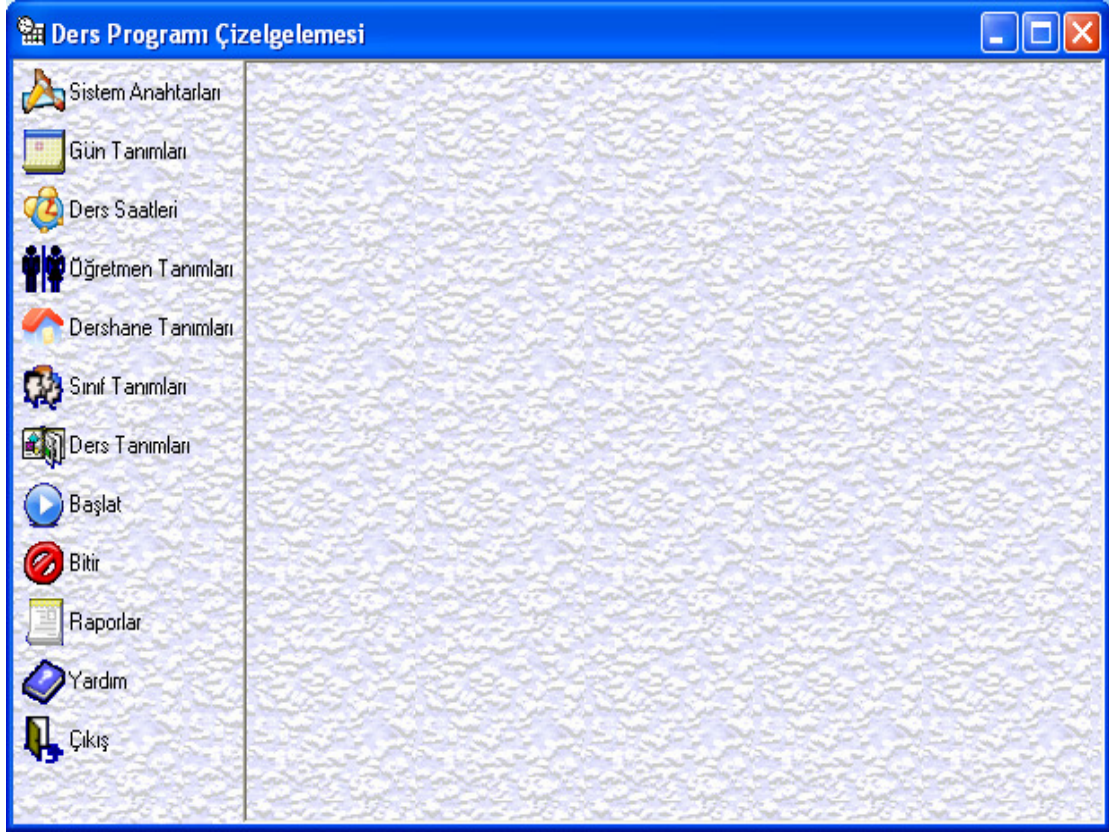 Ders Programı Çizelgelemesi
Sistem Anahtarları
Gün Tanımları
Ders Saatleri
Öğretmen Tanımları
Dershane Tanımları
Sınıf Tanımları
Ders Tanımları
Başlat
Bitir
Raporlar
Yardım
Çıkış